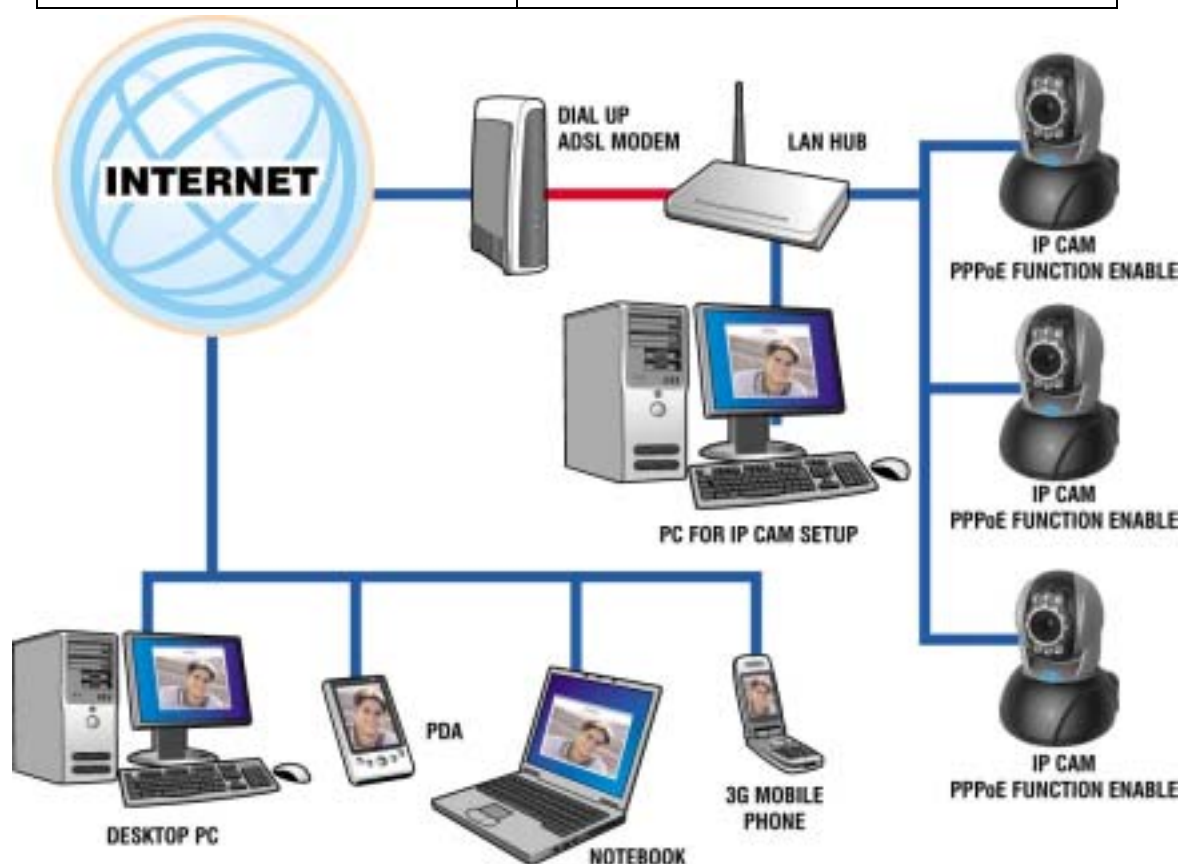 INTERNET
DIAL UP
ADSL MODEM
LAN HUB
IP CAM
PPPoE FUNCTION ENABLE
IP CAM
PPPoE FUNCTION ENABLE
PC FOR IP CAM SETUP
IP CAM
PPPoE FUNCTION ENABLE
DESKTOP PC
PDA
NOTEBOOK
3G MOBILE
PHONE